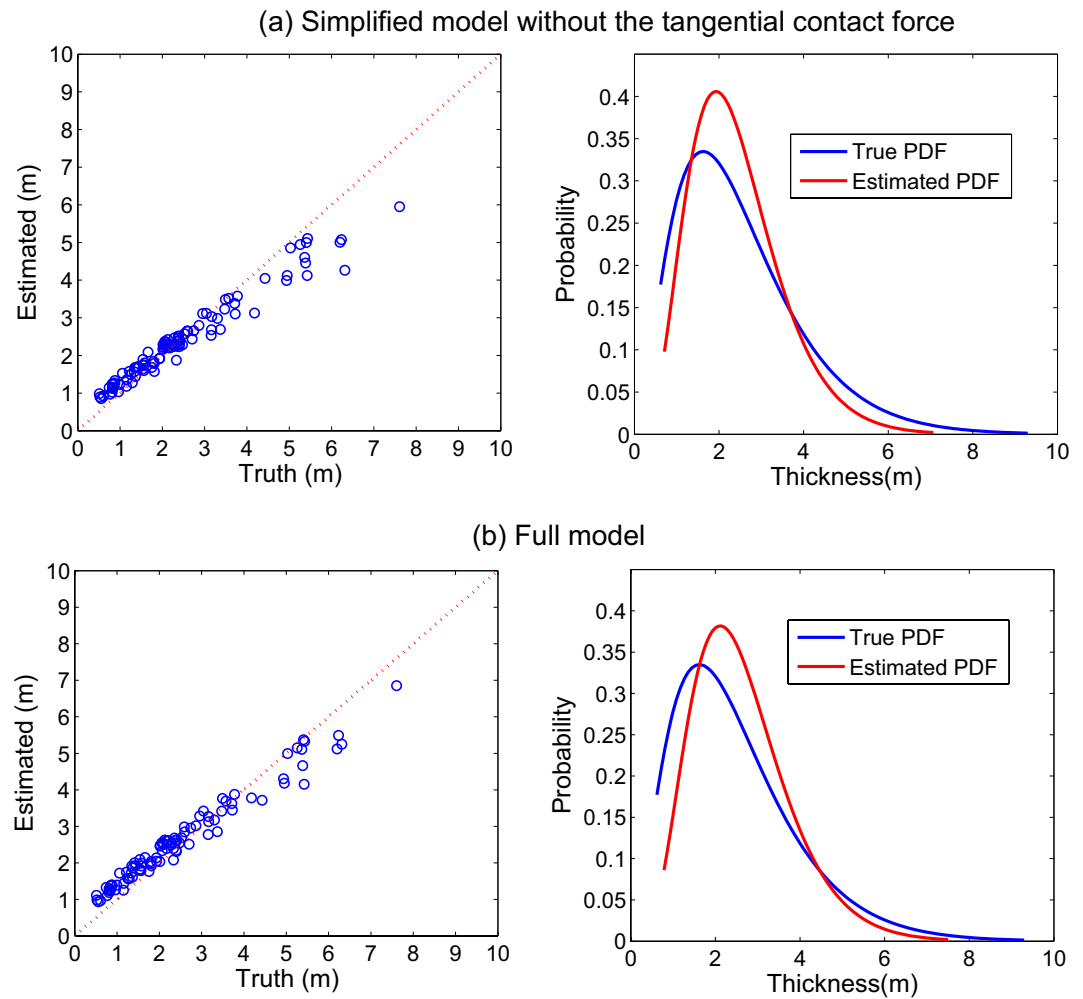 (a) Simplified model without the tangential contact force
10
9
8
7
6
5
4
3
2
1
0
Estimated (m)
0 1 2 3 4 5 6 7 8 9 10
Truth (m)
0.4
0.35
0.3
0.25
0.2
0.15
0.1
0.05
0
Probability
True PDF
Estimated PDF
0 2 4 6 8 10
Thickness(m)
(b) Full model
10
9
8
7
6
5
4
3
2
1
0
Estimated (m)
0 1 2 3 4 5 6 7 8 9 10
Truth (m)
0.4
0.35
0.3
0.25
0.2
0.15
0.1
0.05
0
Probability
True PDF
Estimated PDF
0 2 4 6 8 10
Thickness(m)